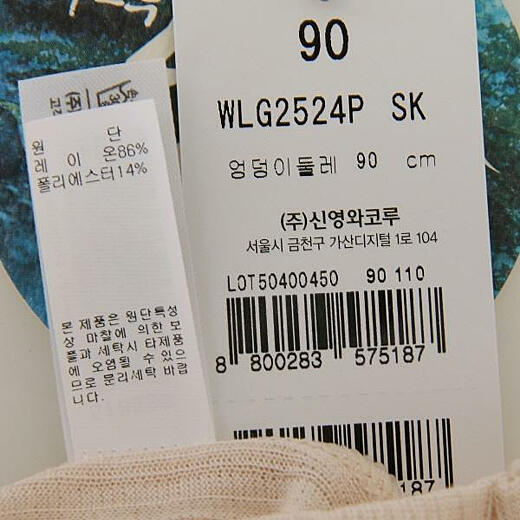 90
WLG2524P SK
엉덩이둘레 90 cm
(주)신영와코루
서울시 금천구 가산디지털 1로 104
LOT50400450 90 110
8 800283 575187
187
원 단
레 이 온86%
폴리에스터14%
본 제품은 원단특성
상 마찰에 의한 보
풀과 세탁시 타제품
에 오염될 수 있으
므로 분리세탁 바랍
니다.